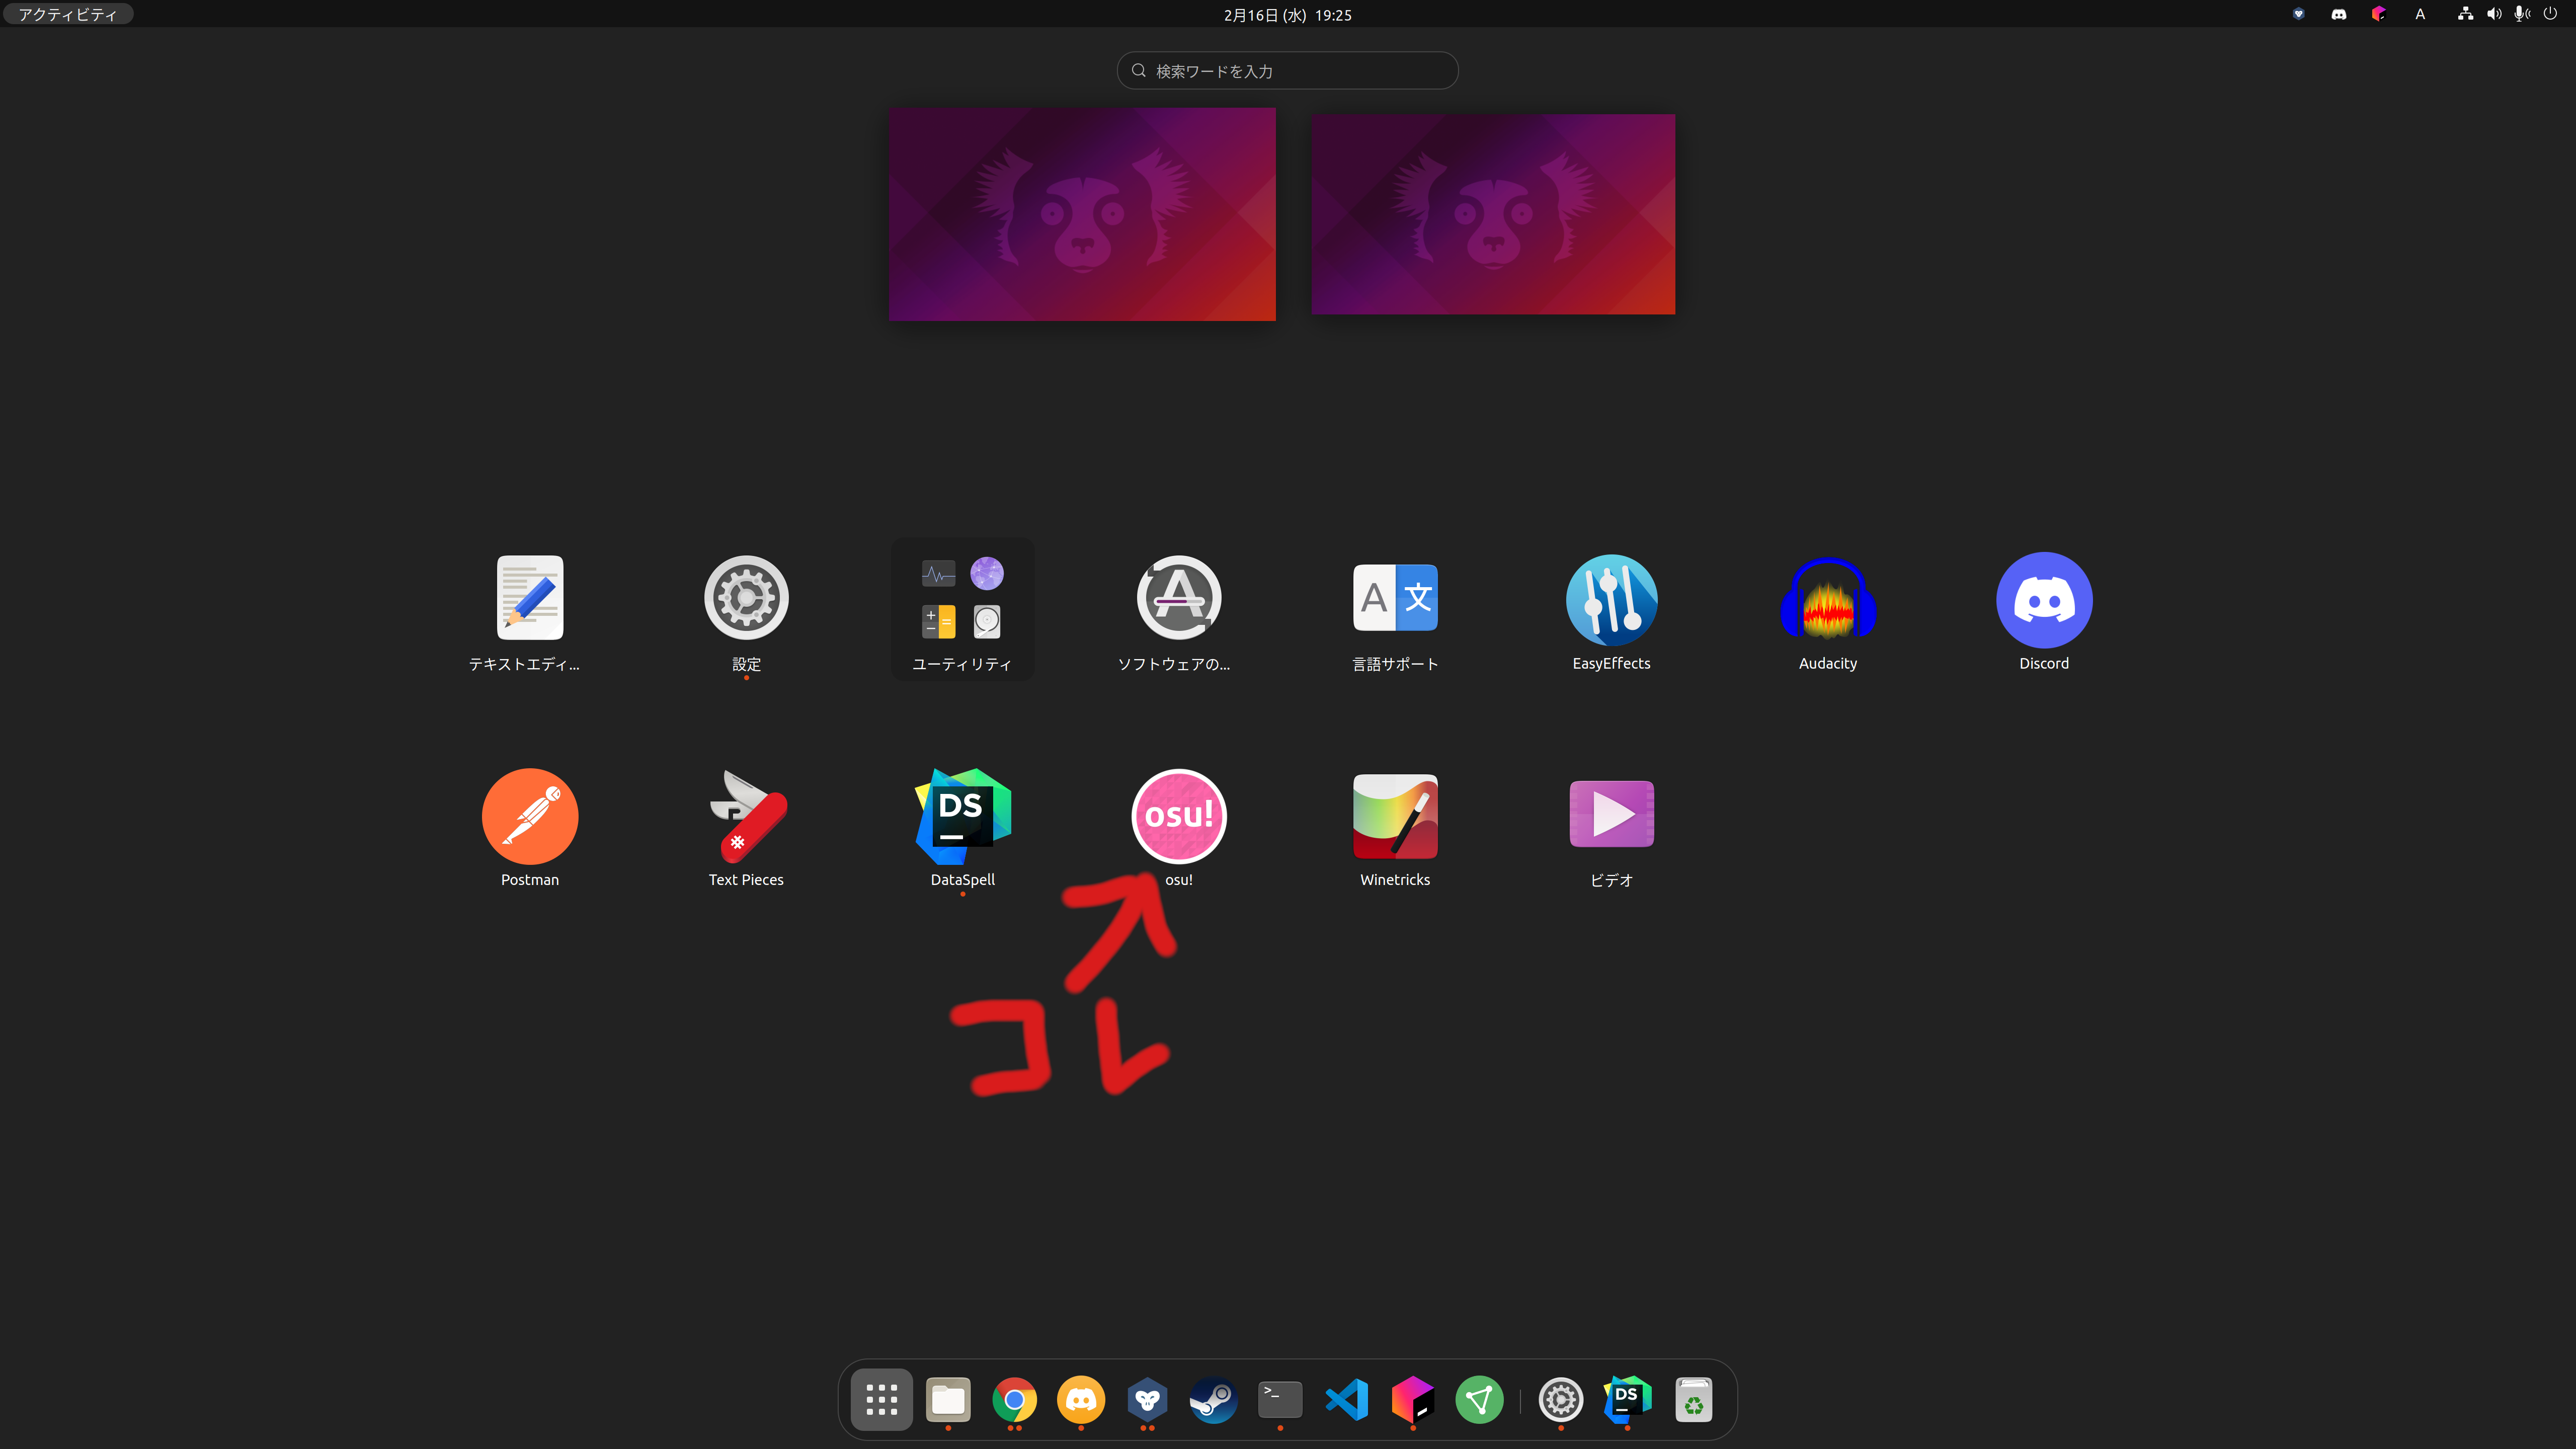 アクティビティ
2月16日 (水) 19:25
A
検索ワードを入力
テキストエディ...
設定
ユーティリティ
ソフトウェアの...
A 文
言語サポート
EasyEffects
Audacity
Discord
Postman
Text Pieces
DS
DataSpell
osu!
osu!
Winetricks
ビデオ
コレ
>_
DS